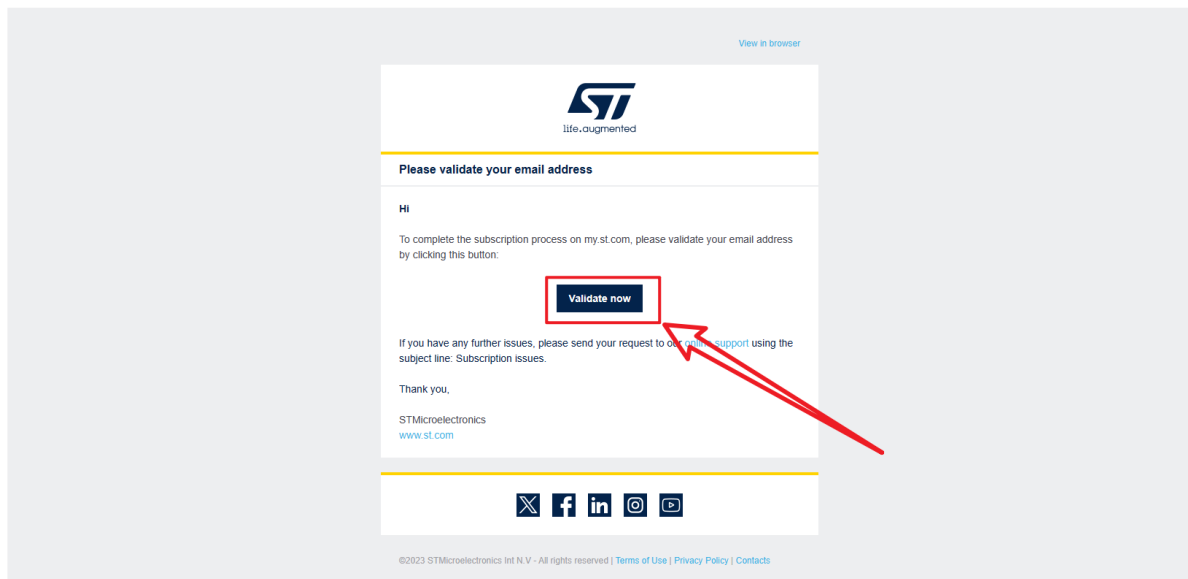 View in browser
ST
life.augmented
Please validate your email address
Hi
To complete the subscription process on my.st.com, please validate your email address
by clicking this button:
Validate now
If you have any further issues, please send your request to our online support using the
subject line: Subscription issues.
Thank you,
STMicroelectronics
www.st.com
©2023 STMicroelectronics Int N.V - All rights reserved | Terms of Use | Privacy Policy | Contacts